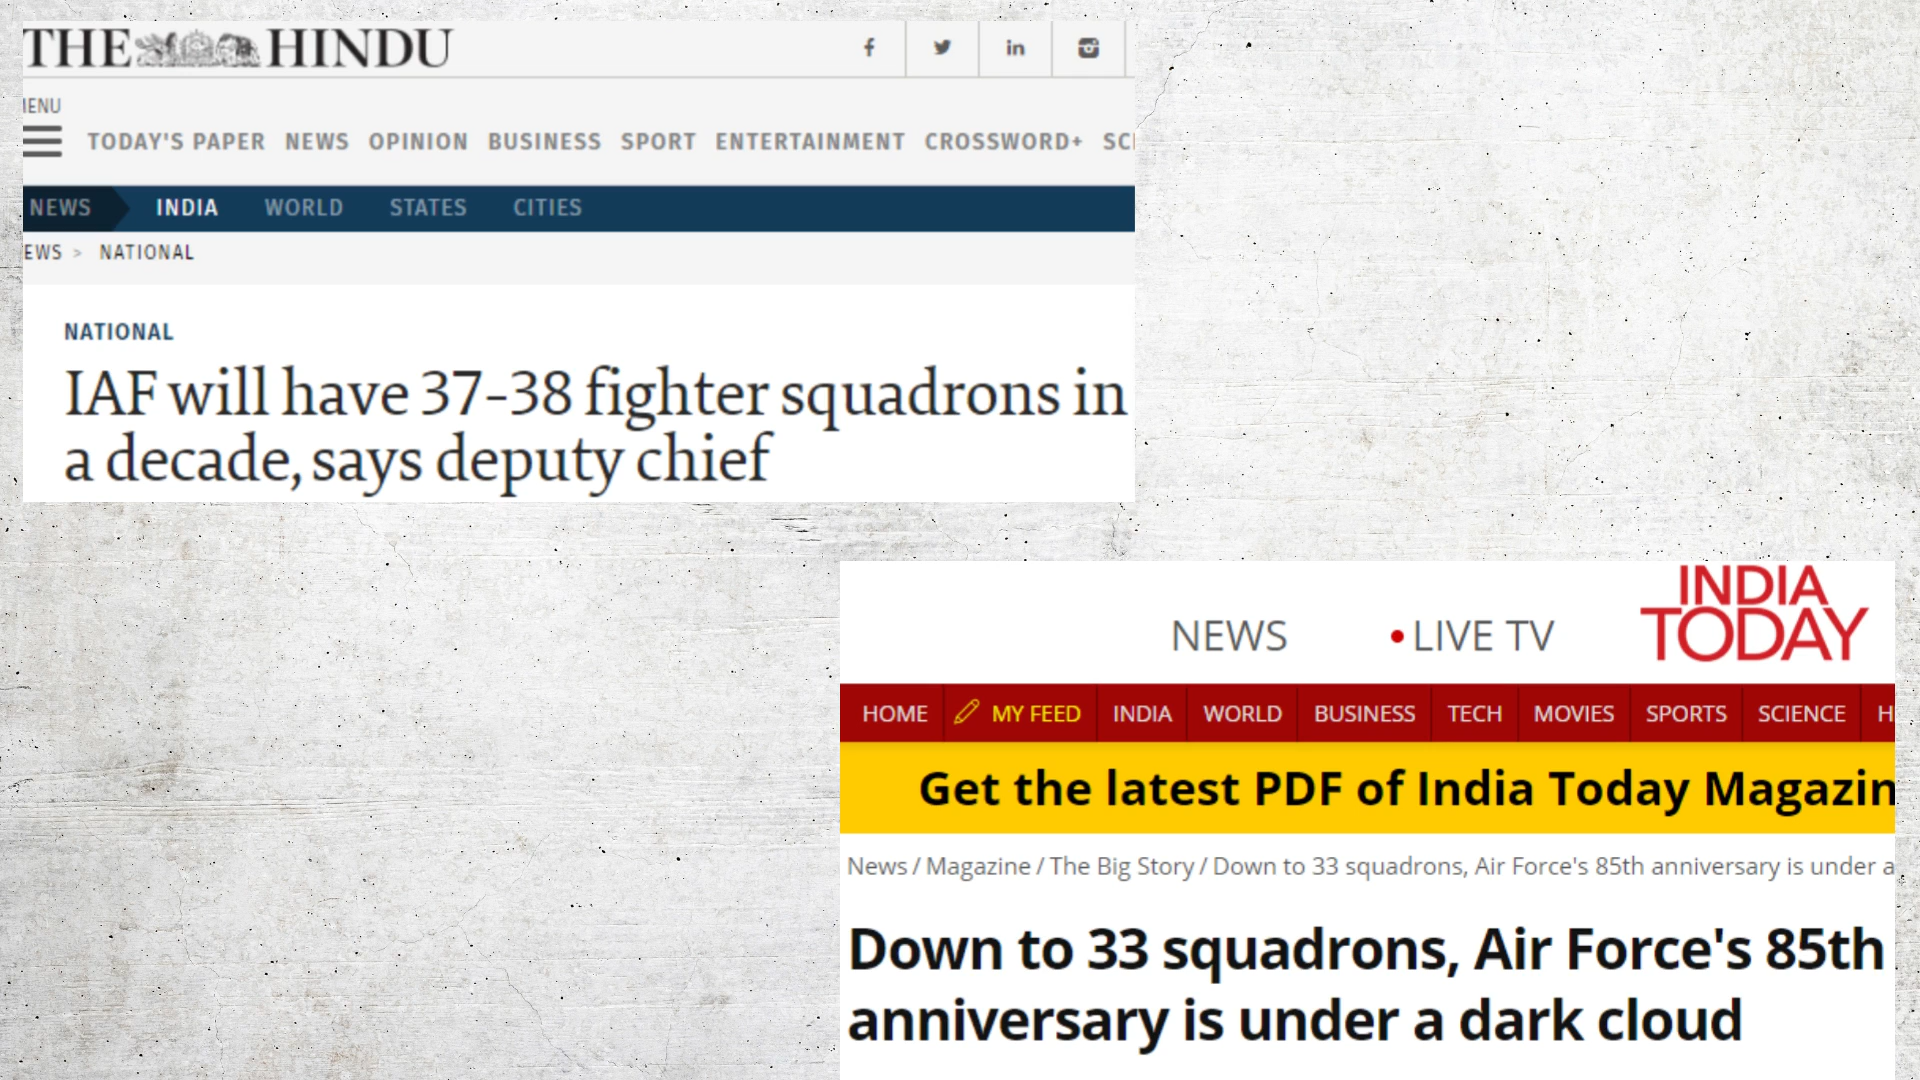 THE HINDU
ENU
TODAY'S PAPER NEWS OPINION BUSINESS SPORT ENTERTAINMENT CROSSWORD+ SCI
NEWS INDIA WORLD STATES CITIES
EWS > NATIONAL
NATIONAL
IAF will have 37-38 fighter squadrons in
a decade, says deputy chief
INDIA
TODAY
NEWS • LIVE TV
HOME MY FEED INDIA WORLD BUSINESS TECH MOVIES SPORTS SCIENCE H
Get the latest PDF of India Today Magazin
News / Magazine / The Big Story / Down to 33 squadrons, Air Force's 85th anniversary is under a
Down to 33 squadrons, Air Force's 85th
anniversary is under a dark cloud